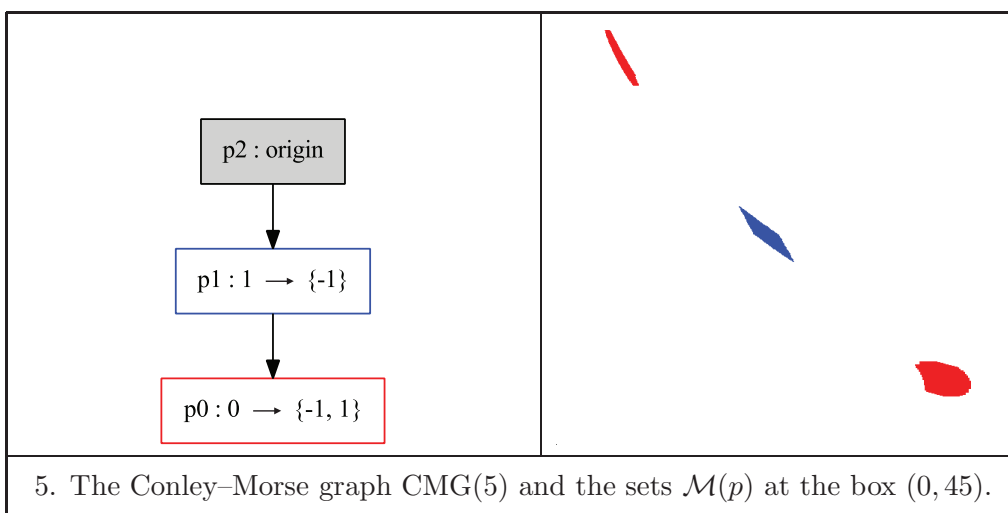 p2 : origin
p1 : 1 → {-1}
p0 : 0 → {-1, 1}
5. The Conley–Morse graph CMG(5) and the sets ℳ(p) at the box (0, 45).